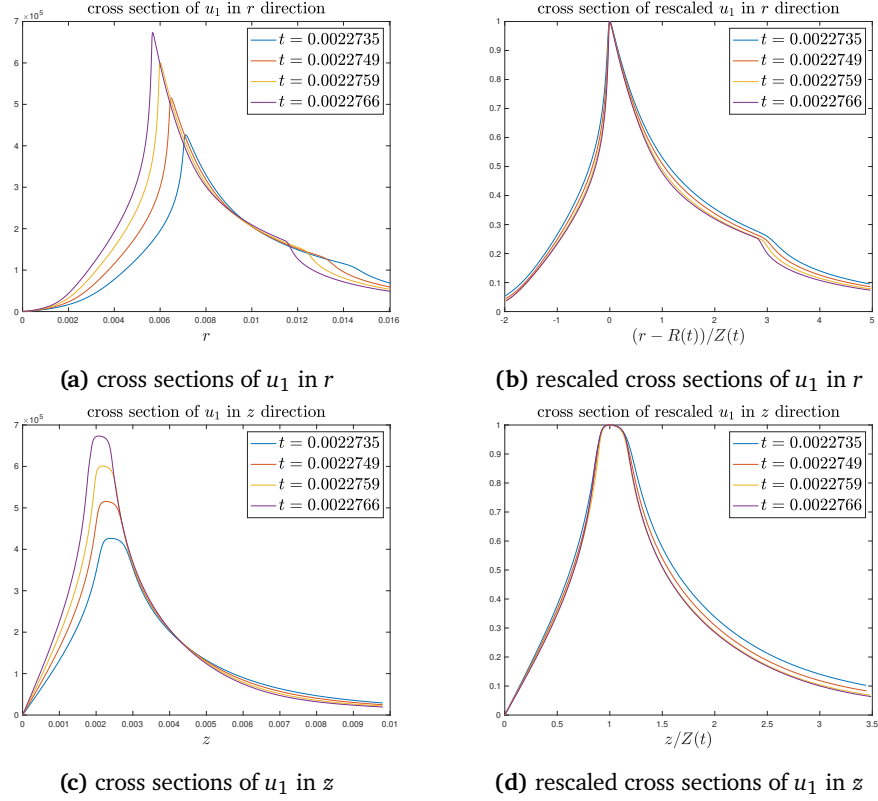 cross section of u₁ in r direction
×10⁵
7
6
5
4
3
2
1
0
t = 0.0022735
t = 0.0022749
t = 0.0022759
t = 0.0022766
0 0.002 0.004 0.006 0.008 0.01 0.012 0.014 0.016
r
(a) cross sections of u₁ in r
cross section of rescaled u₁ in r direction
1
0.9
0.8
0.7
0.6
0.5
0.4
0.3
0.2
0.1
0
t = 0.0022735
t = 0.0022749
t = 0.0022759
t = 0.0022766
-2 -1 0 1 2 3 4 5
(r − R(t))/Z(t)
(b) rescaled cross sections of u₁ in r
cross section of u₁ in z direction
×10⁵
7
6
5
4
3
2
1
0
t = 0.0022735
t = 0.0022749
t = 0.0022759
t = 0.0022766
0 0.001 0.002 0.003 0.004 0.005 0.006 0.007 0.008 0.009 0.01
z
(c) cross sections of u₁ in z
cross section of rescaled u₁ in z direction
1
0.9
0.8
0.7
0.6
0.5
0.4
0.3
0.2
0.1
0
t = 0.0022735
t = 0.0022749
t = 0.0022759
t = 0.0022766
0 0.5 1 1.5 2 2.5 3 3.5
z/Z(t)
(d) rescaled cross sections of u₁ in z